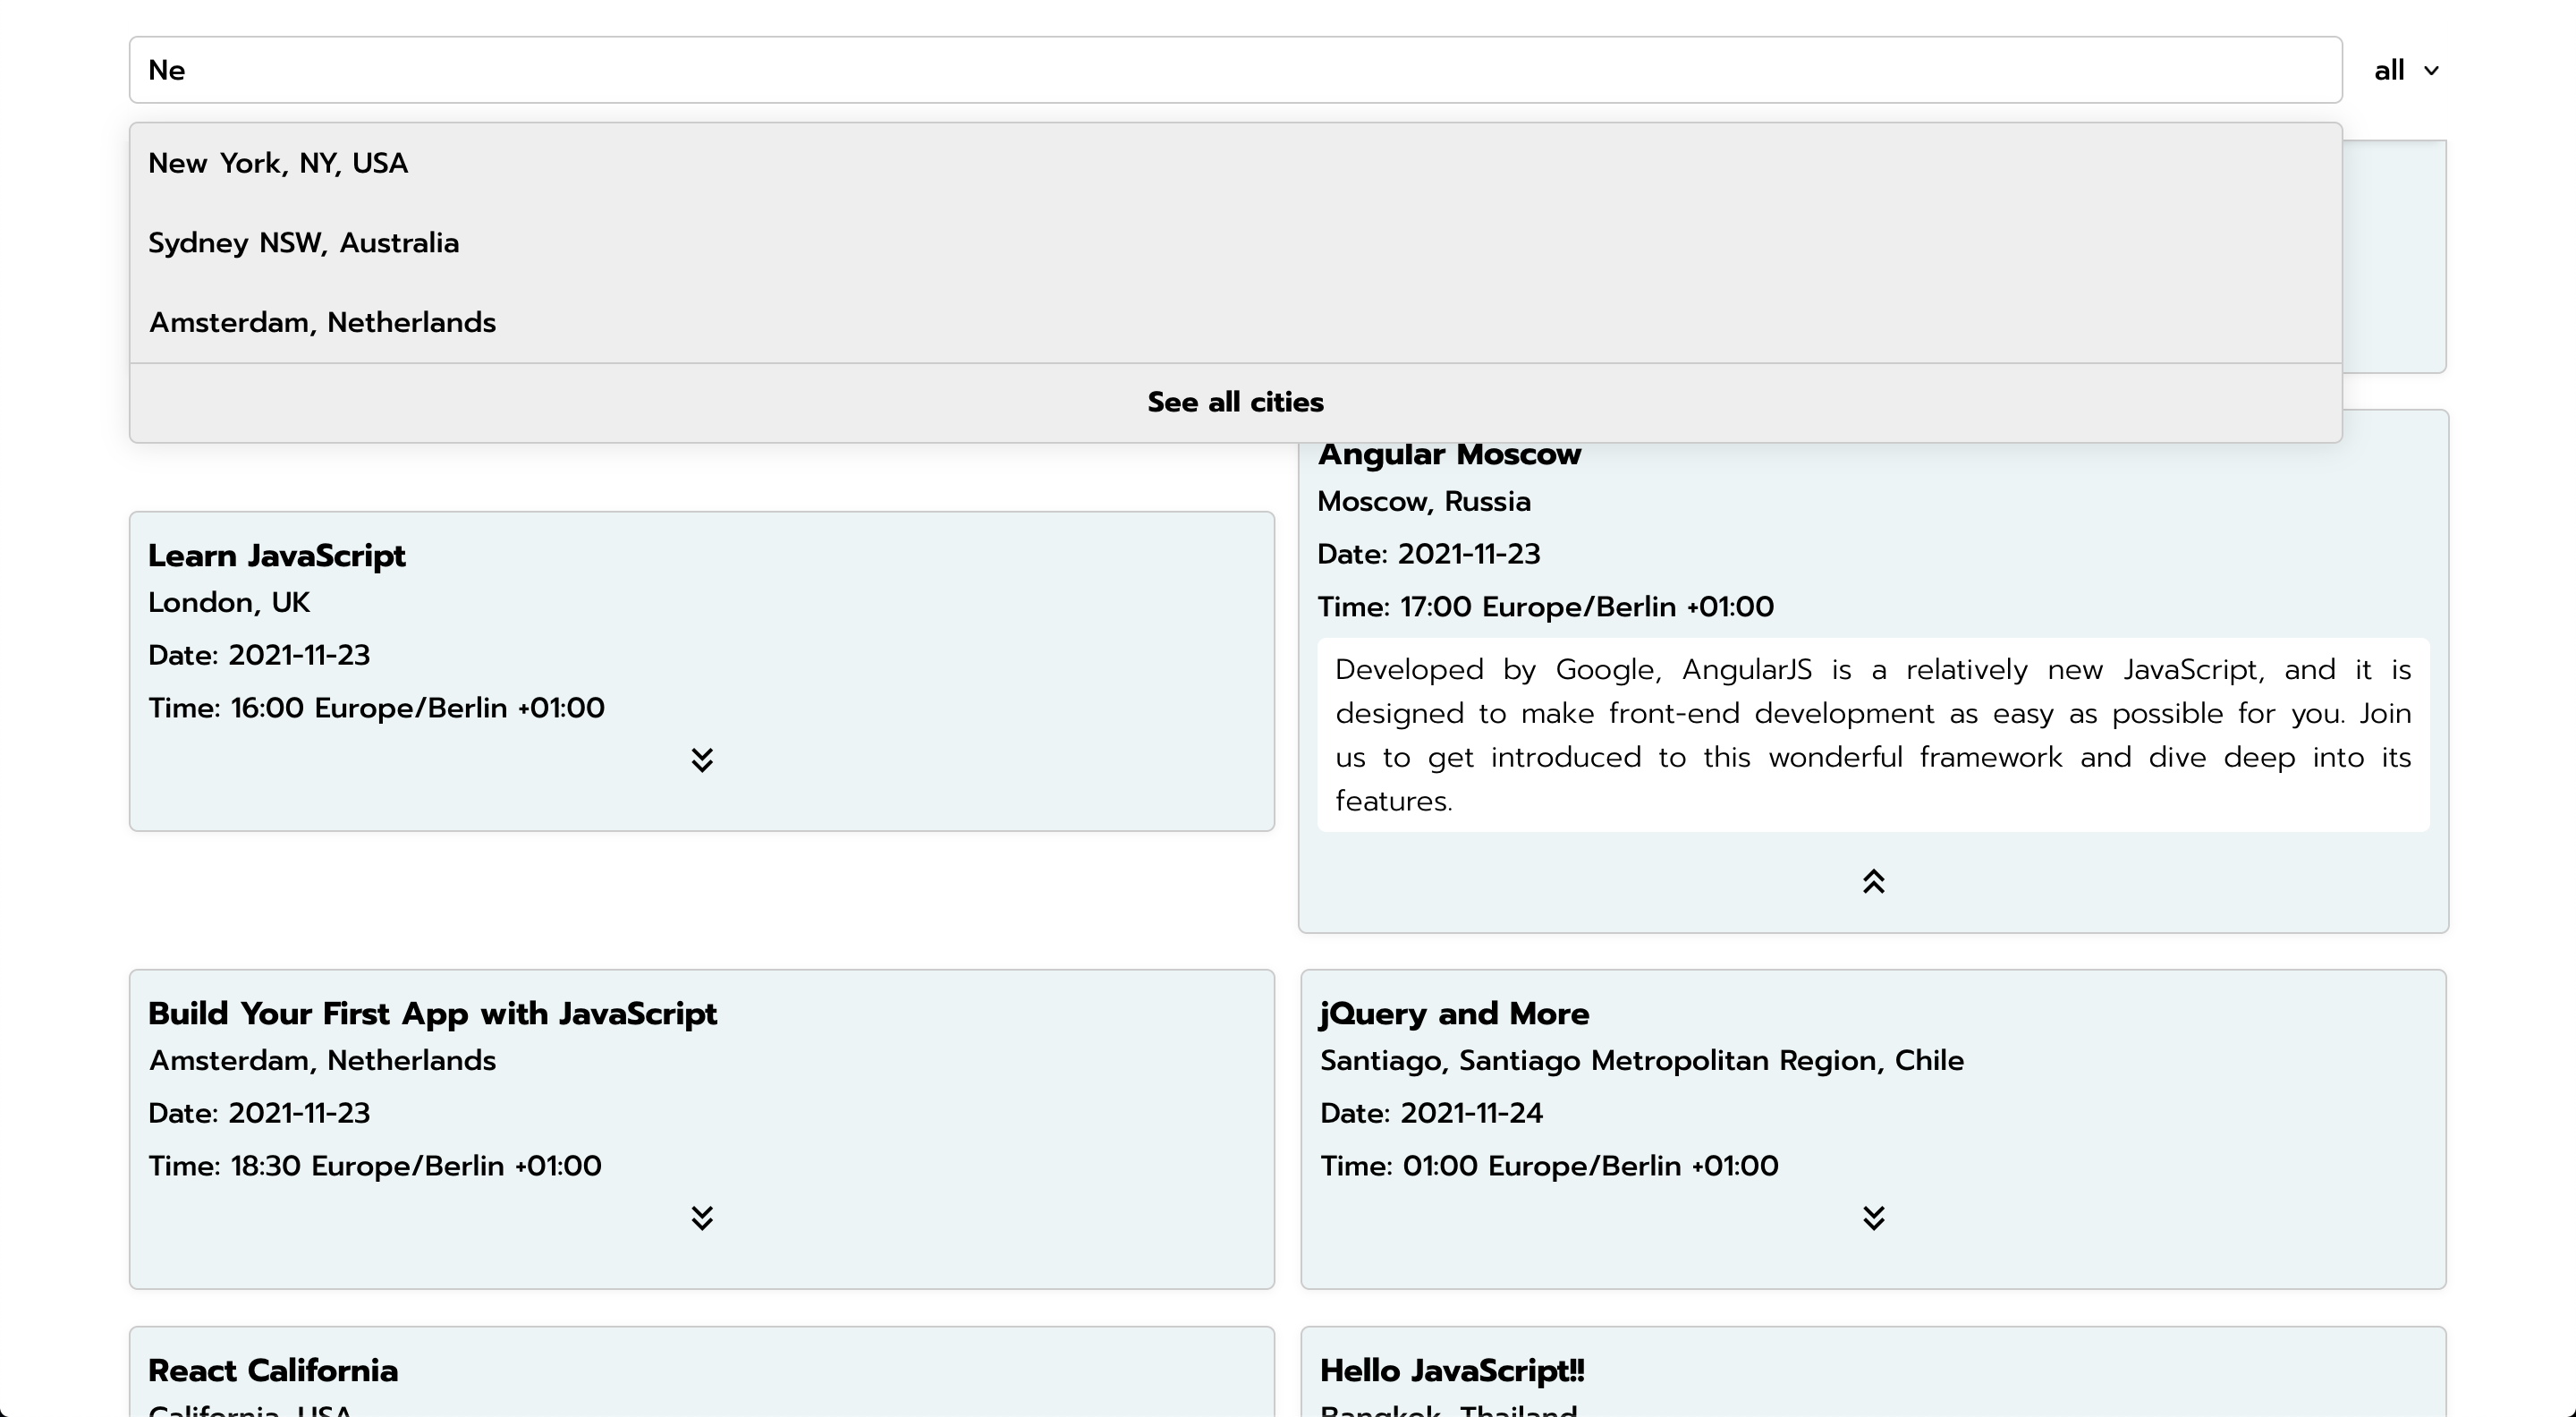 Ne
all
New York, NY, USA
Sydney NSW, Australia
Amsterdam, Netherlands
See all cities
Angular Moscow
Moscow, Russia
Date: 2021-11-23
Time: 17:00 Europe/Berlin +01:00
Developed by Google, AngularJS is a relatively new JavaScript, and it is
designed to make front-end development as easy as possible for you. Join
us to get introduced to this wonderful framework and dive deep into its
features.
Learn JavaScript
London, UK
Date: 2021-11-23
Time: 16:00 Europe/Berlin +01:00
Build Your First App with JavaScript
Amsterdam, Netherlands
Date: 2021-11-23
Time: 18:30 Europe/Berlin +01:00
jQuery and More
Santiago, Santiago Metropolitan Region, Chile
Date: 2021-11-24
Time: 01:00 Europe/Berlin +01:00
React California
California, USA
Hello JavaScript!!
Bangkok, Thailand